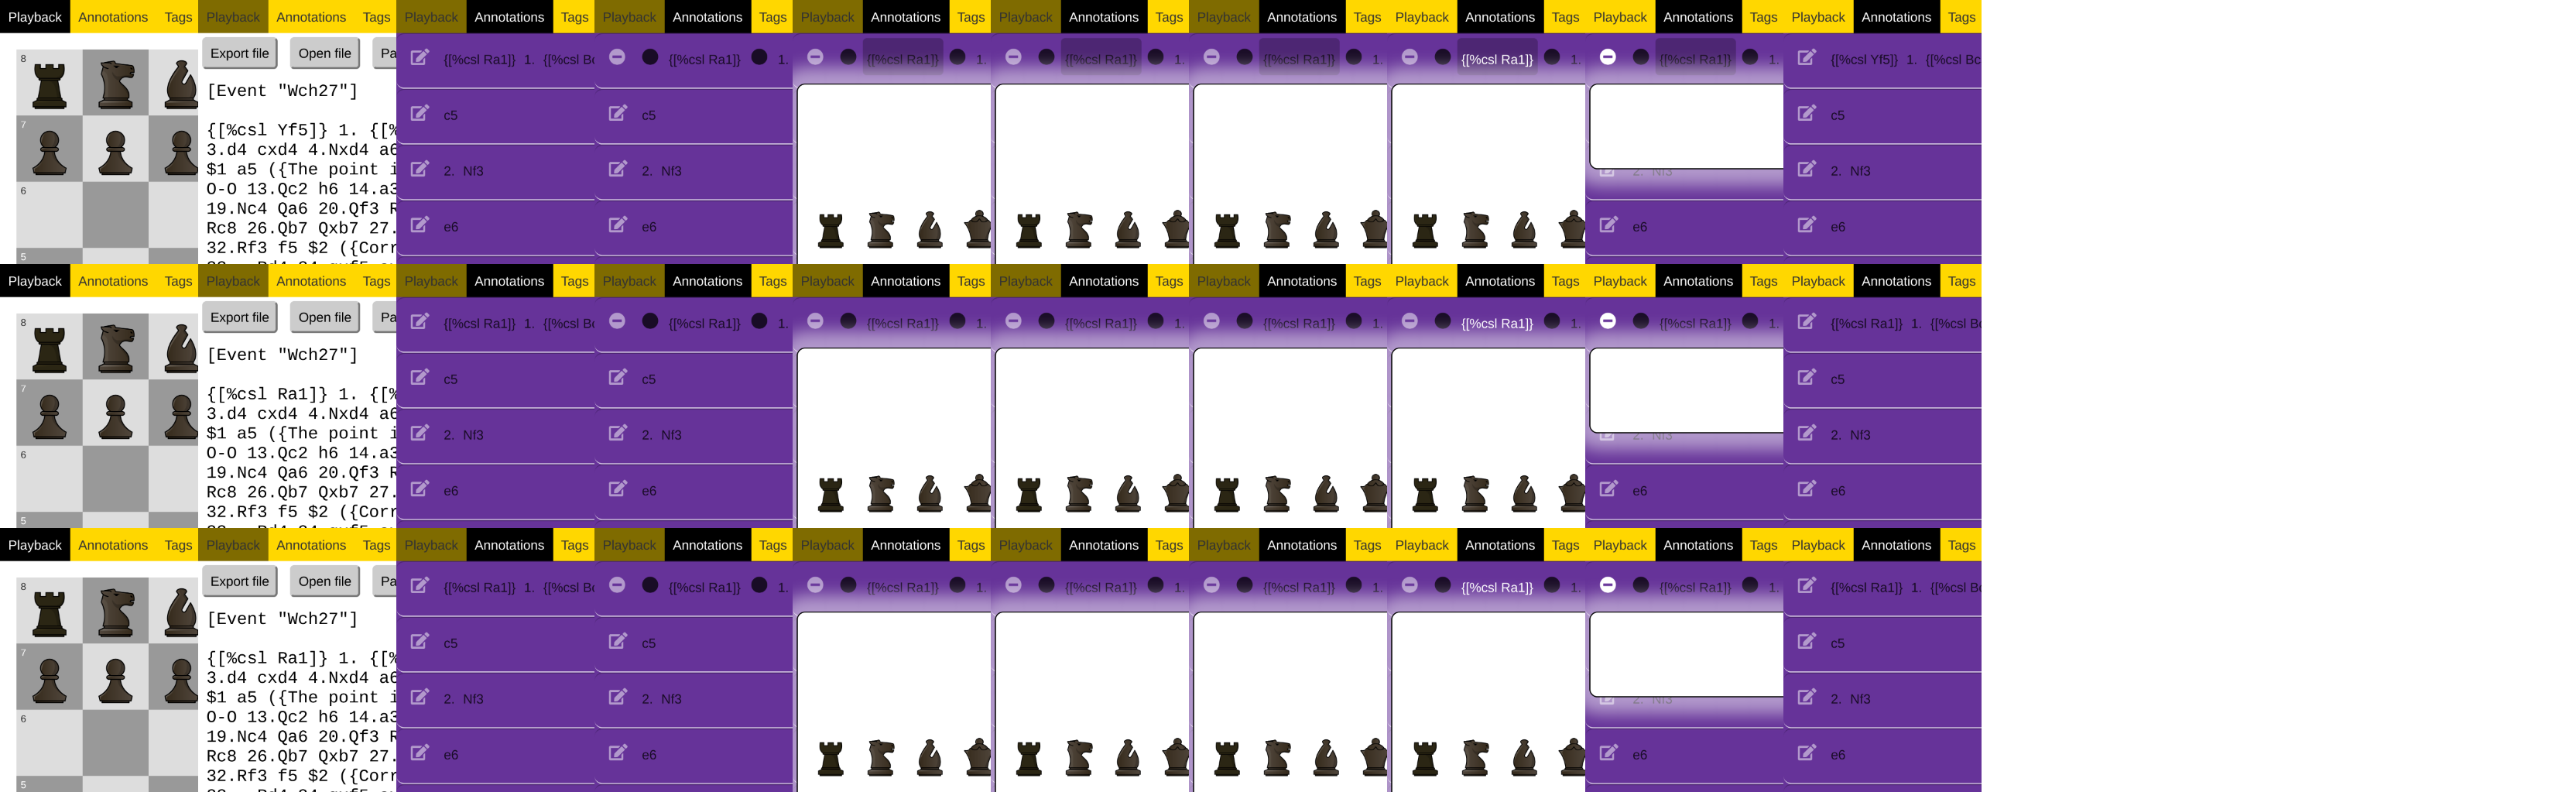 Playback Annotations Tags
8
7
6
5
Playback Annotations Tags
Export file Open file Pa
[Event "Wch27"]
{[%csl Yf5]} 1. {[%
3.d4 cxd4 4.Nxd4 a6
$1 a5 ({The point i
O-O 13.Qc2 h6 14.a3
19.Nc4 Qa6 20.Qf3 R
Rc8 26.Qb7 Qxb7 27.
32.Rf3 f5 $2 ({Corr
Playback Annotations Tags
{[%csl Ra1]} 1. {[%csl Bc
c5
2. Nf3
e6
Playback Annotations Tags
{[%csl Ra1]} 1.
c5
2. Nf3
e6
Playback Annotations Tags
{[%csl Ra1]} 1.
Playback Annotations Tags
{[%csl Ra1]} 1.
Playback Annotations Tags
{[%csl Ra1]} 1.
Playback Annotations Tags
{[%csl Ra1]} 1.
Playback Annotations Tags
{[%csl Ra1]} 1.
2. Nf3
e6
Playback Annotations Tags
{[%csl Yf5]} 1. {[%csl Bc
c5
2. Nf3
e6
Playback Annotations Tags
8
7
6
5
Playback Annotations Tags
Export file Open file Pa
[Event "Wch27"]
{[%csl Ra1]} 1. {[%
3.d4 cxd4 4.Nxd4 a6
$1 a5 ({The point i
O-O 13.Qc2 h6 14.a3
19.Nc4 Qa6 20.Qf3 R
Rc8 26.Qb7 Qxb7 27.
32.Rf3 f5 $2 ({Corr
Playback Annotations Tags
{[%csl Ra1]} 1. {[%csl Bc
c5
2. Nf3
e6
Playback Annotations Tags
{[%csl Ra1]} 1.
c5
2. Nf3
e6
Playback Annotations Tags
{[%csl Ra1]} 1.
Playback Annotations Tags
{[%csl Ra1]} 1.
Playback Annotations Tags
{[%csl Ra1]} 1.
Playback Annotations Tags
{[%csl Ra1]} 1.
Playback Annotations Tags
{[%csl Ra1]} 1.
2. Nf3
e6
Playback Annotations Tags
{[%csl Ra1]} 1. {[%csl Bc
c5
2. Nf3
e6
Playback Annotations Tags
8
7
6
5
Playback Annotations Tags
Export file Open file Pa
[Event "Wch27"]
{[%csl Ra1]} 1. {[%
3.d4 cxd4 4.Nxd4 a6
$1 a5 ({The point i
O-O 13.Qc2 h6 14.a3
19.Nc4 Qa6 20.Qf3 R
Rc8 26.Qb7 Qxb7 27.
32.Rf3 f5 $2 ({Corr
Playback Annotations Tags
{[%csl Ra1]} 1. {[%csl Bc
c5
2. Nf3
e6
Playback Annotations Tags
{[%csl Ra1]} 1.
c5
2. Nf3
e6
Playback Annotations Tags
{[%csl Ra1]} 1.
Playback Annotations Tags
{[%csl Ra1]} 1.
Playback Annotations Tags
{[%csl Ra1]} 1.
Playback Annotations Tags
{[%csl Ra1]} 1.
Playback Annotations Tags
{[%csl Ra1]} 1.
2. Nf3
e6
Playback Annotations Tags
{[%csl Ra1]} 1. {[%csl Bc
c5
2. Nf3
e6